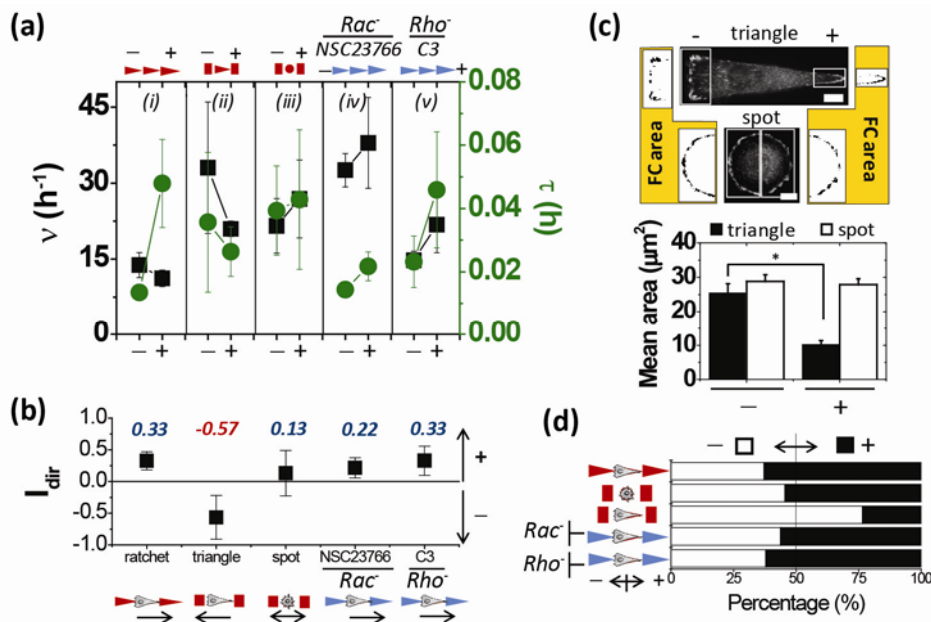 (a)
Rac⁻ Rho⁻
NSC23766 C3
− + − + − + − +
45 30 15 0
ν (h⁻¹)
(i) (ii) (iii) (iv) (v)
0.08 0.06 0.04 0.02 0.00
τ (h)
− + − + − + − + − +
(b)
0.33 -0.57 0.13 0.22 0.33
1.0 0.5 0.0 -0.5 -1.0
I dir
+
−
ratchet triangle spot NSC23766 C3
Rac⁻ Rho⁻
(c)
- triangle +
spot
FC area
FC area
triangle spot
*
40 30 20 10 0
Mean area (µm²)
− +
(d)
− +
Rac⁻
Rho⁻
− +
0 25 50 75 100
Percentage (%)